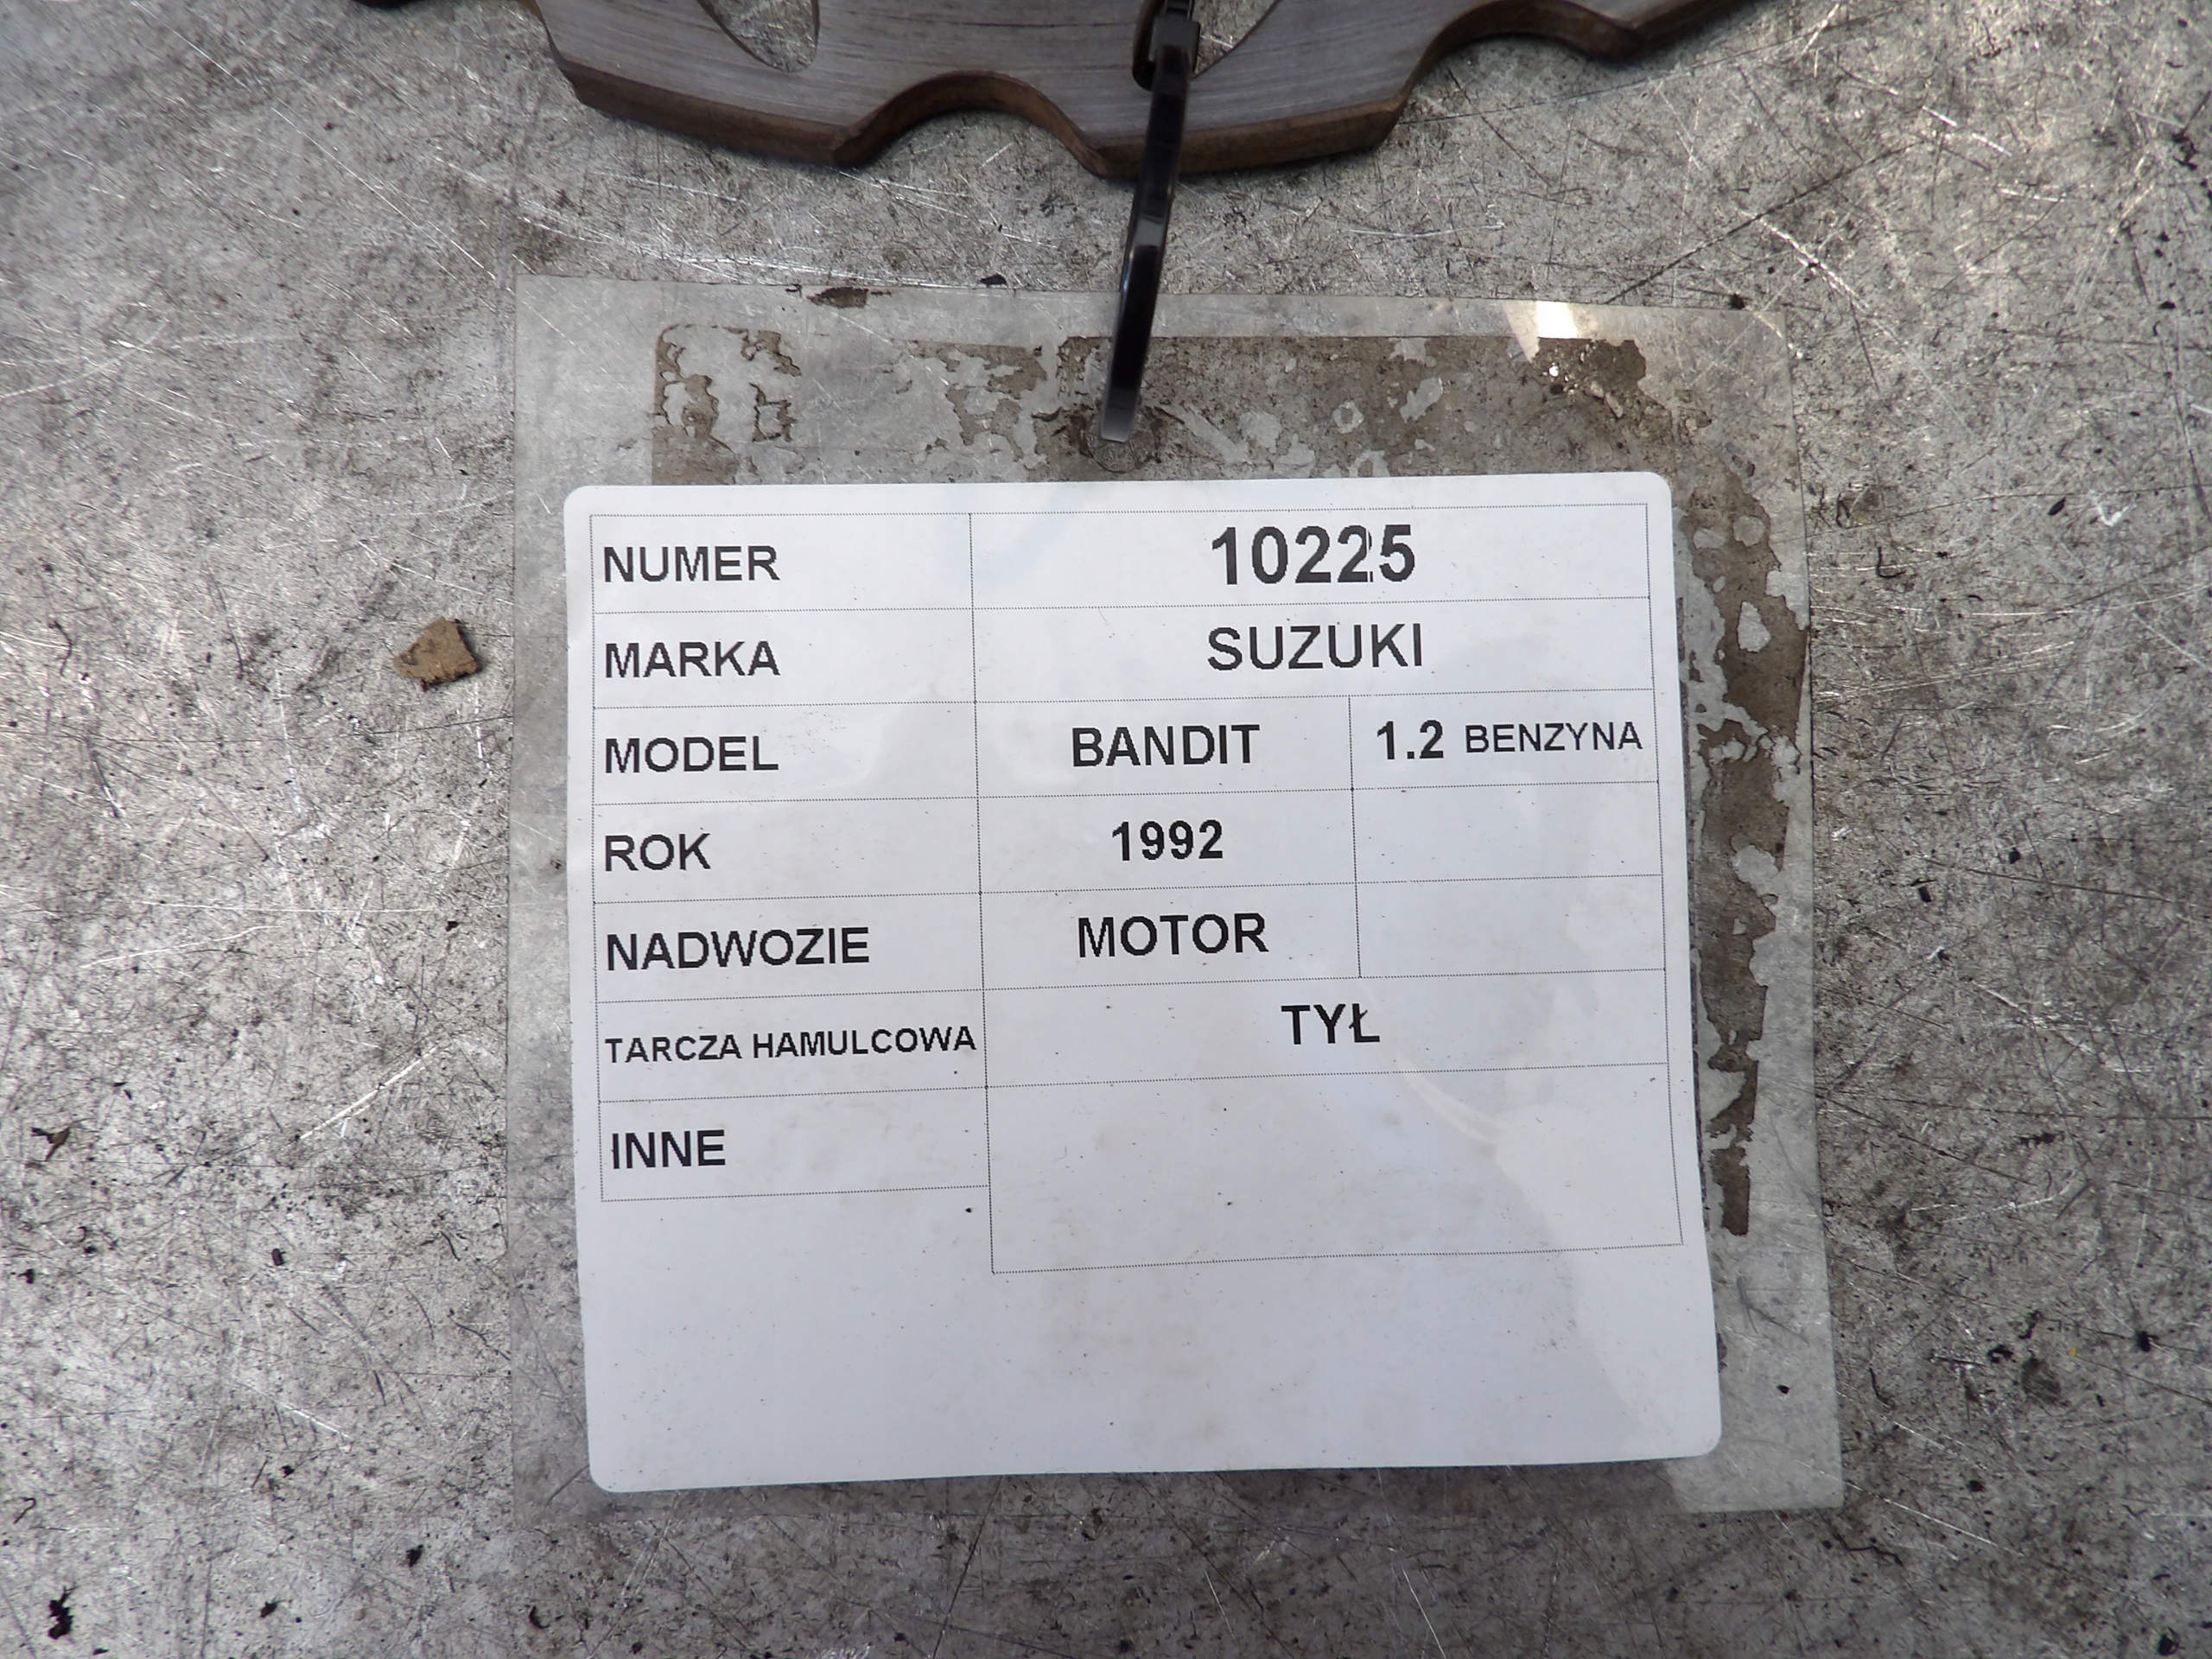 NUMER 10225
MARKA SUZUKI
MODEL BANDIT 1.2 BENZYNA
ROK 1992
NADWOZIE MOTOR
TARCZA HAMULCOWA TYŁ
INNE